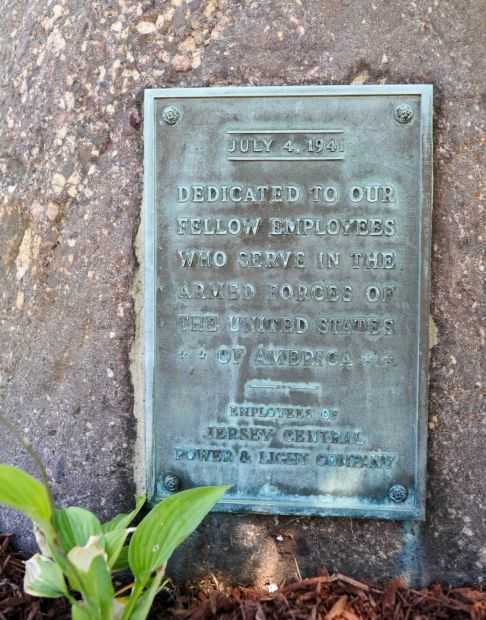 JULY 4, 1941
DEDICATED TO OUR
FELLOW EMPLOYEES
WHO SERVE IN THE
ARMED FORCES OF
THE UNITED STATES
* * OF AMERICA * *
EMPLOYEES OF
JERSEY CENTRAL
POWER & LIGHT COMPANY